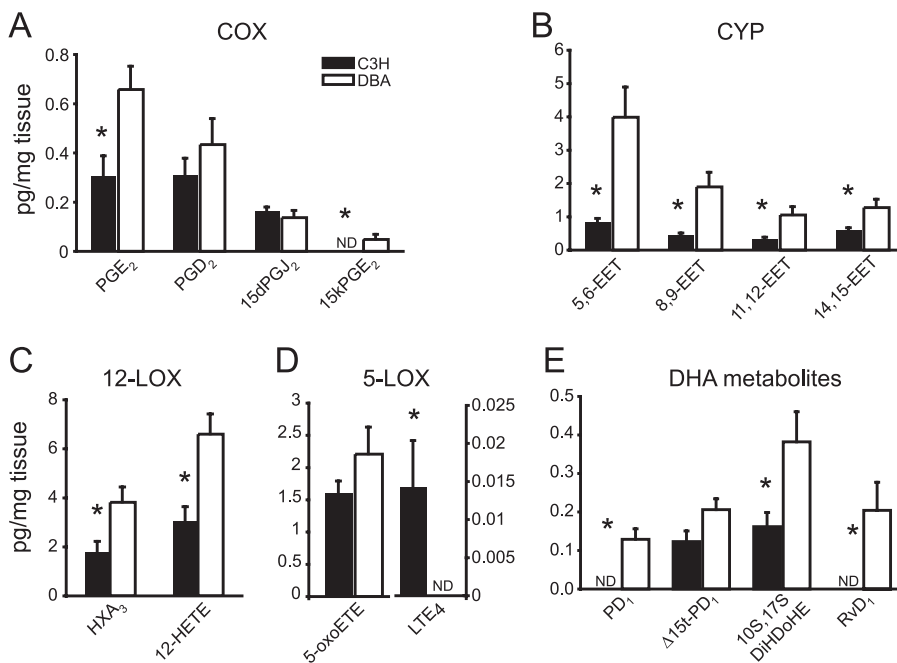 A
COX
0.8
0.6
0.4
0.2
0
pg/mg tissue
C3H
DBA
*
*
ND
PGE2
PGD2
15dPGJ2
15kPGE2
B
CYP
6
5
4
3
2
1
0
*
*
*
*
5,6-EET
8,9-EET
11,12-EET
14,15-EET
C
12-LOX
8
6
4
2
0
pg/mg tissue
*
*
HXA3
12-HETE
D
5-LOX
3
2.5
2
1.5
1
0.5
0
*
ND
0.025
0.02
0.015
0.01
0.005
0
5-oxoETE
LTE4
E
DHA metabolites
0.5
0.4
0.3
0.2
0.1
0.0
*
*
*
ND
ND
PD1
Δ15t-PD1
10S,17S
DiHDoHE
RvD1